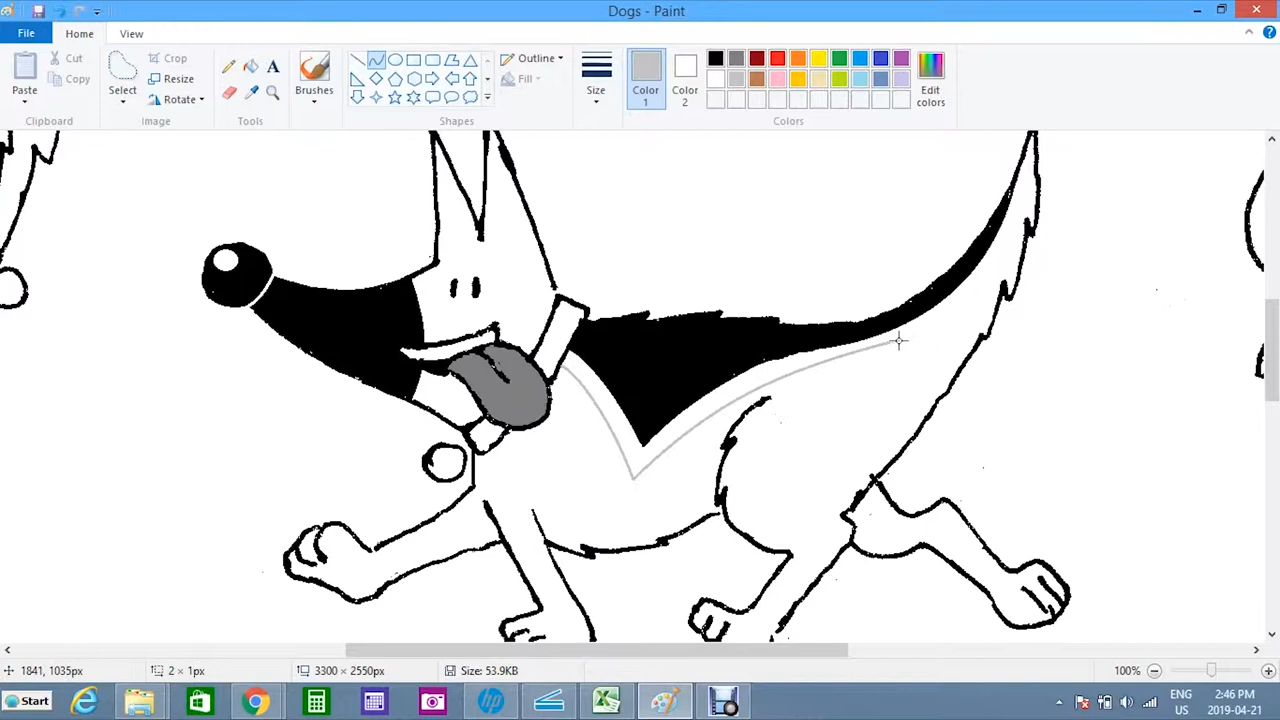 Dogs - Paint
File Home View
Paste
Cut
Copy
Clipboard
Select
Crop
Resize
Rotate
Image
A
Tools
Brushes
Shapes
Outline
Fill
Size
Color 1
Color 2
Edit colors
Colors
1841, 1035px
2 × 1px
3300 × 2550px
Size: 53.9KB
100%
Start
ENG
US
2:46 PM
2019-04-21